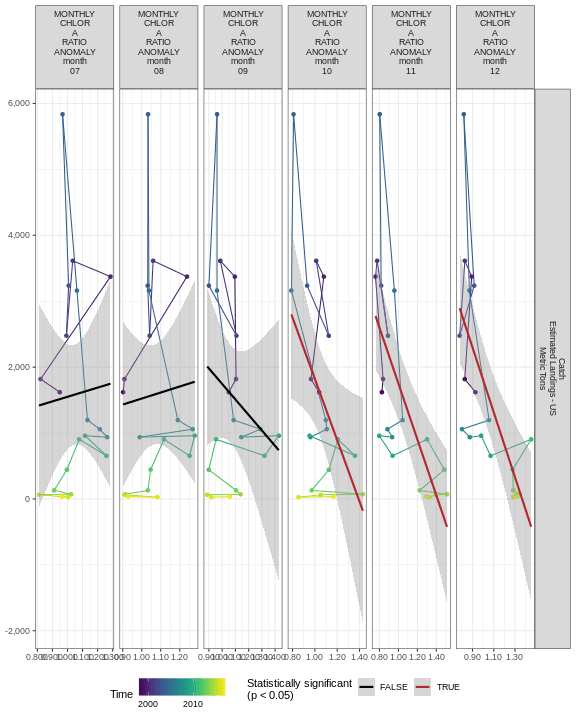 MONTHLY
CHLOR
A
RATIO
ANOMALY
month
07
MONTHLY
CHLOR
A
RATIO
ANOMALY
month
08
MONTHLY
CHLOR
A
RATIO
ANOMALY
month
09
MONTHLY
CHLOR
A
RATIO
ANOMALY
month
10
MONTHLY
CHLOR
A
RATIO
ANOMALY
month
11
MONTHLY
CHLOR
A
RATIO
ANOMALY
month
12
6,000
4,000
2,000
0
-2,000
Catch
Estimated Landings - US
Metric Tons
1.00 1.20
0.80 1.00 1.20 1.40
0.80 1.00 1.20 1.40
0.90 1.10 1.30
Time
2000 2010
Statistically significant
(p < 0.05)
FALSE TRUE